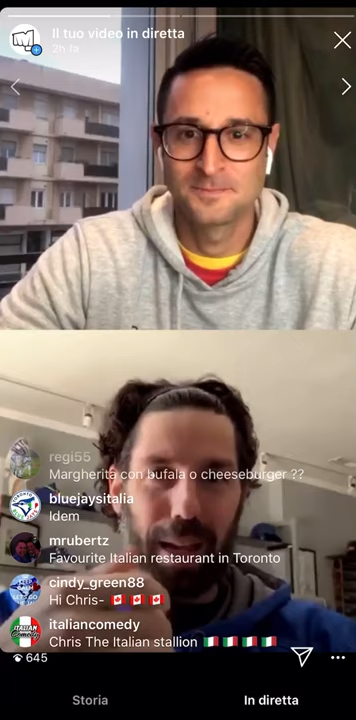 Il tuo video in diretta
2h fa
regi55
Margherita con bufala o cheeseburger ??
bluejaysitalia
Idem
mrubertz
Favourite Italian restaurant in Toronto
cindy_green88
Hi Chris- 🇨🇦 🇨🇦 🇨🇦
italiancomedy
Chris The Italian stallion 🇮🇹 🇮🇹 🇮🇹 🇮🇹
645
Storia
In diretta